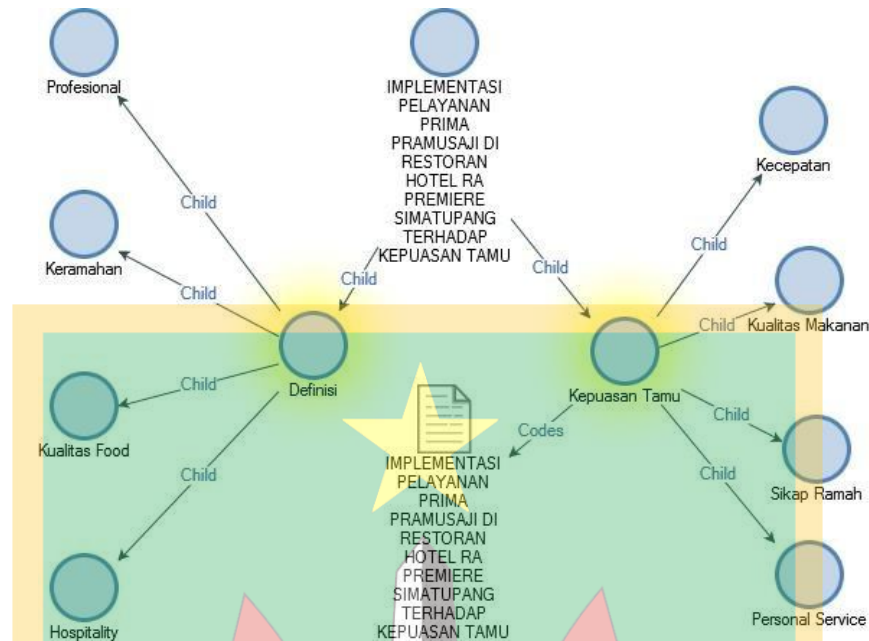 Profesional
IMPLEMENTASI
PELAYANAN
PRIMA
PRAMUSAJI DI
RESTORAN
HOTEL RA
PREMIERE
SIMATUPANG
TERHADAP
KEPUASAN TAMU
Kecepatan
Child
Child
Keramahan
Child
Child
Child
Child
Kualitas Makanan
Definisi
Kepuasan Tamu
Child
Child
Codes
Kualitas Food
IMPLEMENTASI
PELAYANAN
PRIMA
PRAMUSAJI DI
RESTORAN
HOTEL RA
PREMIERE
SIMATUPANG
TERHADAP
KEPUASAN TAMU
Child
Child
Sikap Ramah
Hospitality
Personal Service